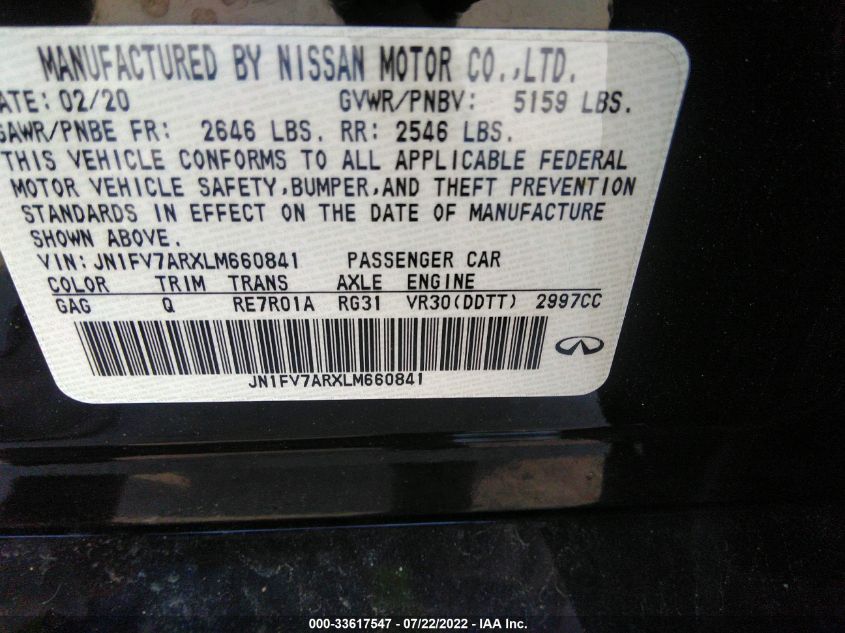 MANUFACTURED BY NISSAN MOTOR CO.,LTD.
ATE: 02/20 GVWR/PNBV: 5159 LBS.
GAWR/PNBE FR: 2646 LBS. RR: 2546 LBS.
THIS VEHICLE CONFORMS TO ALL APPLICABLE FEDERAL
MOTOR VEHICLE SAFETY,BUMPER,AND THEFT PREVENTION
STANDARDS IN EFFECT ON THE DATE OF MANUFACTURE
SHOWN ABOVE.
VIN: JN1FV7ARXLM660841 PASSENGER CAR
COLOR TRIM TRANS AXLE ENGINE
GAG Q RE7R01A RG31 VR30(DDTT) 2997CC
JN1FV7ARXLM660841
000-33617547 - 07/22/2022 - IAA Inc.